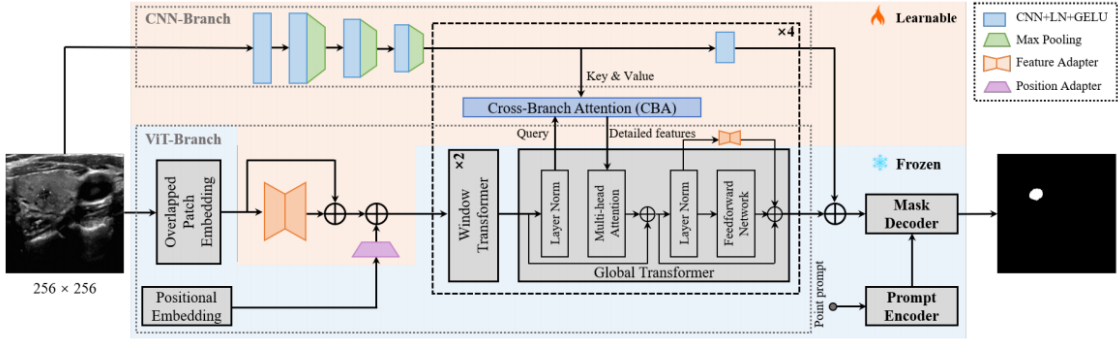 CNN-Branch
×4
Learnable
CNN+LN+GELU
Max Pooling
Feature Adapter
Position Adapter
Key & Value
Cross-Branch Attention (CBA)
ViT-Branch
Query
Detailed features
Frozen
×2
Overlapped
Patch
Embedding
Window
Transformer
Layer Norm
Multi-head
Attention
Layer Norm
Feedforward
Network
Mask
Decoder
Global Transformer
256 × 256
Positional
Embedding
Point prompt
Prompt
Encoder